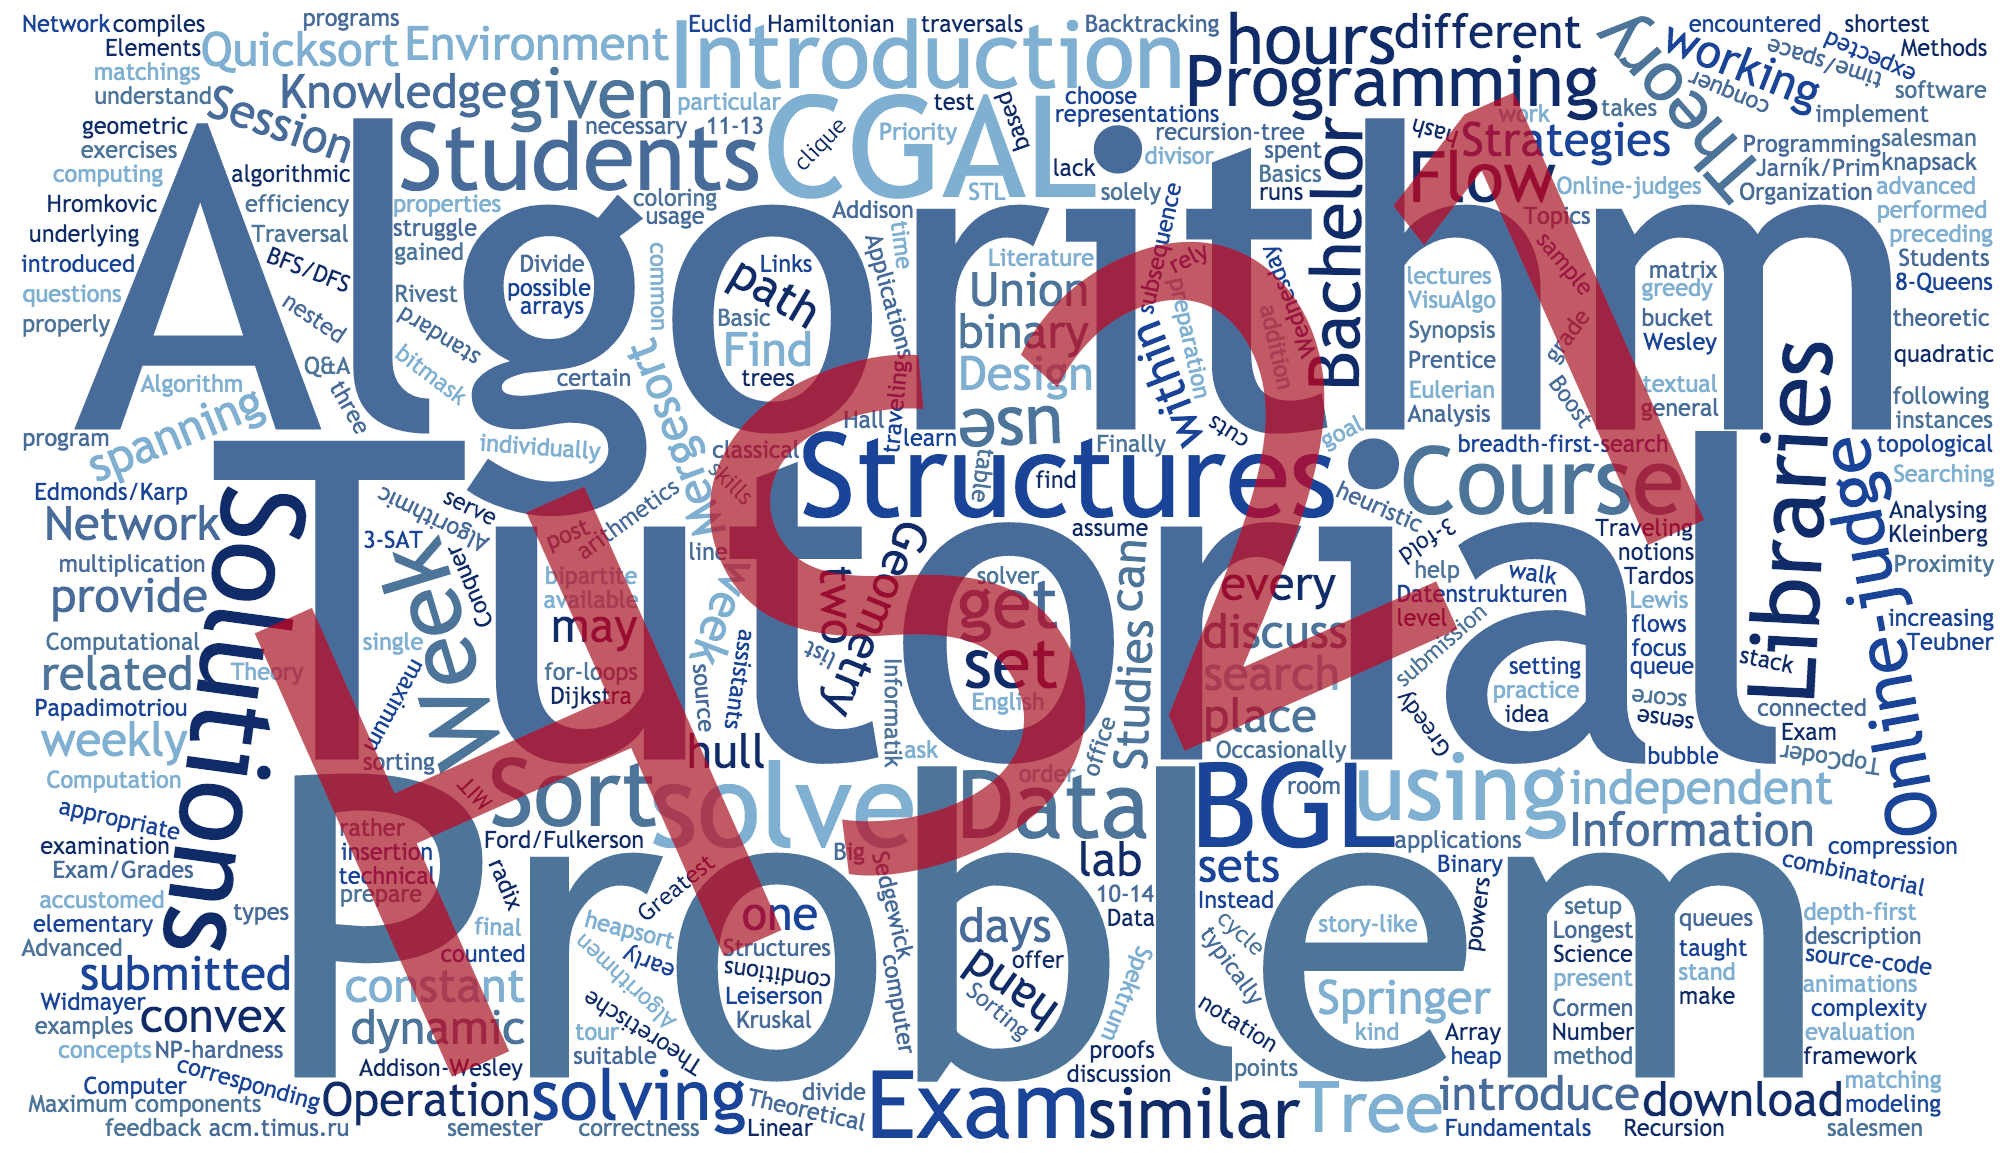 Network compiles programs Euclid Hamiltonian traversals Backtracking hours different encountered shortest
Elements Quicksort Environment Introduction Theory working time/space expected Methods
matchings Knowledge given particular test based choose Programming conquer software
understand Session representations work takes implement
geometric necessary 11-13 clique Priority recursion-tree hash Strategies Programming salesman
exercises Students CGAL divisor spent Bachelor Jarník/Prim knapsack
computing algorithmic lack Basics Flow Online-judges Organization advanced
Hromkovic efficiency properties coloring STL solely runs performed
underlying Traversal struggle usage Addison time subsequence Topics preceding
introduced BFS/DFS gained common Applications Literature rely Wednesday sample Students
Algorithm
questions nested Rivest Divide possible arrays path Links Union preparation lectures matrix greedy 8-Queens
properly standard Basic Find binary within addition VisuAlgo bucket theoretic
Q&A bitmask trees Design Synopsis grade Wesley quadratic
Algorithm three certain Mergesort traveling Prentice Boost textual Libraries following
spanning Hall use cuts Eulerian general instances
program individually classical learn table Finally goal Analysis breadth-first-search topological
Edmonds/Karp Solutions Algorithmic serve skills Structures find Course Online-judge Searching
Network 3-SAT post arithmetics line Geometry assume heuristic 3-fold Traveling Analysing
multiplication Week Conquer bipartite week two solver can help walk notions Kleinberg
Tutorial
provide available get every Datenstrukturen Tardos Proximity
Computational single may assistants list studies discuss level submission Lewis flows increasing
related Theory maximum for-loops source Informatik set search setting focus stack Teubner
Papadimotriou Dijkstra English place Greedy practice queue connected
weekly sorting hull ask office Occasionally idea score sense Exam
Computation MIT Sort solve order Data BGL room using bubble TopCoder
appropriate rather Ford/Fulkerson independent
examination insertion Big lab applications Information compression
Exam/Grades technical radix Greatest Sedgewick sets Binary combinatorial
accustomed prepare 10-14 Instead powers
elementary types final heapsort one days Data cycle story-like setup queues depth-first
Advanced counted early Structures hand offer Spektrum typically Longest taught description
Problem
submitted constant Algorithmen conditions computer Springer Science stand source-code
Widmayer convex Theoretische Leiserson Sorting notation present make animations
examples dynamic tour Kruskal kind Array Cormen complexity
concepts NP-hardness suitable proofs heap Number evaluation
Computer corresponding Addison-Wesley discussion points method framework
Maximum components Operation solving divide Exam similar Tree introduce download matching
feedback acm.timus.ru semester correctness Theoretical Linear Fundamentals Recursion modeling
salesmen
HS21